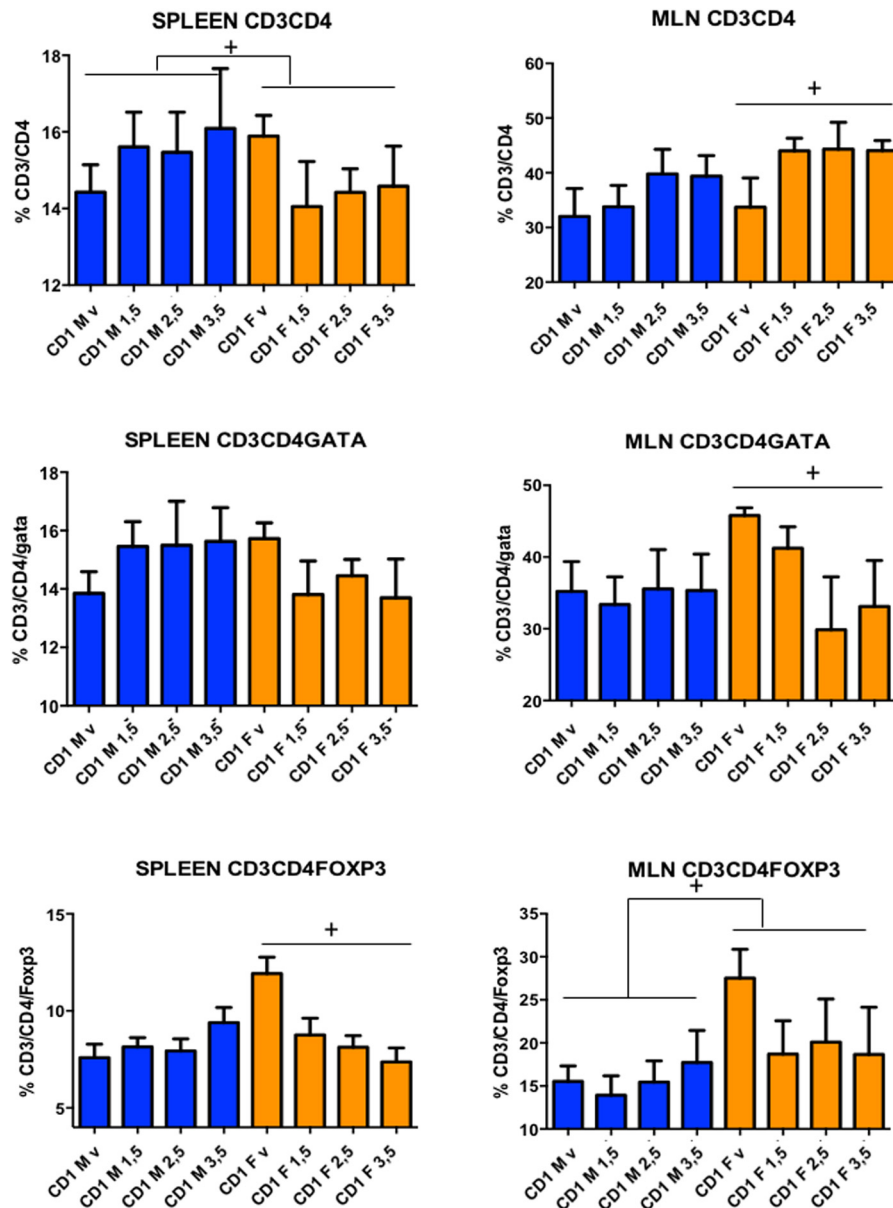 SPLEEN CD3CD4
+
% CD3/CD4
18
16
14
12
CD1 M v
CD1 M 1,5
CD1 M 2,5
CD1 M 3,5
CD1 F v
CD1 F 1,5
CD1 F 2,5
CD1 F 3,5
MLN CD3CD4
+
% CD3/CD4
60
50
40
30
20
CD1 M v
CD1 M 1,5
CD1 M 2,5
CD1 M 3,5
CD1 F v
CD1 F 1,5
CD1 F 2,5
CD1 F 3,5
SPLEEN CD3CD4GATA
% CD3/CD4/gata
18
16
14
12
10
CD1 M v
CD1 M 1,5
CD1 M 2,5
CD1 M 3,5
CD1 F v
CD1 F 1,5
CD1 F 2,5
CD1 F 3,5
MLN CD3CD4GATA
+
% CD3/CD4/gata
50
40
30
20
CD1 M v
CD1 M 1,5
CD1 M 2,5
CD1 M 3,5
CD1 F v
CD1 F 1,5
CD1 F 2,5
CD1 F 3,5
SPLEEN CD3CD4FOXP3
+
% CD3/CD4/Foxp3
15
10
5
CD1 M v
CD1 M 1,5
CD1 M 2,5
CD1 M 3,5
CD1 F v
CD1 F 1,5
CD1 F 2,5
CD1 F 3,5
MLN CD3CD4FOXP3
+
% CD3/CD4/Foxp3
35
30
25
20
15
10
CD1 M v
CD1 M 1,5
CD1 M 2,5
CD1 M 3,5
CD1 F v
CD1 F 1,5
CD1 F 2,5
CD1 F 3,5